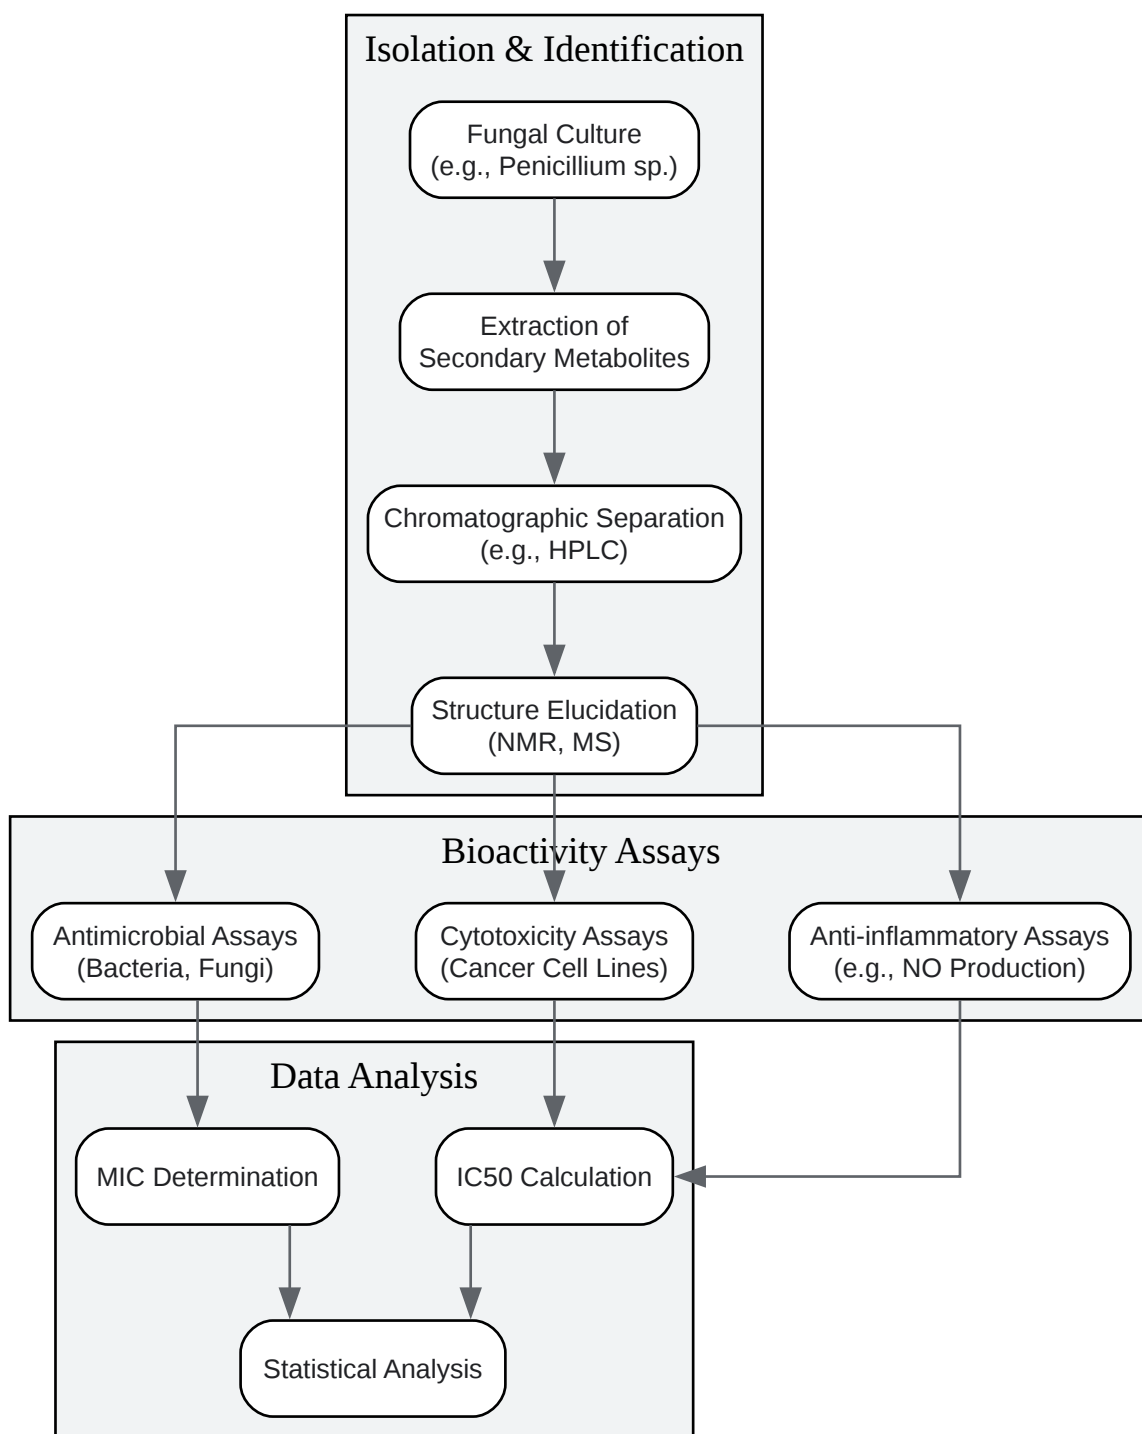 Isolation & Identification
Fungal Culture
(e.g., Penicillium sp.)
Extraction of
Secondary Metabolites
Chromatographic Separation
(e.g., HPLC)
Structure Elucidation
(NMR, MS)
Bioactivity Assays
Antimicrobial Assays
(Bacteria, Fungi)
Cytotoxicity Assays
(Cancer Cell Lines)
Anti-inflammatory Assays
(e.g., NO Production)
Data Analysis
MIC Determination
IC50 Calculation
Statistical Analysis